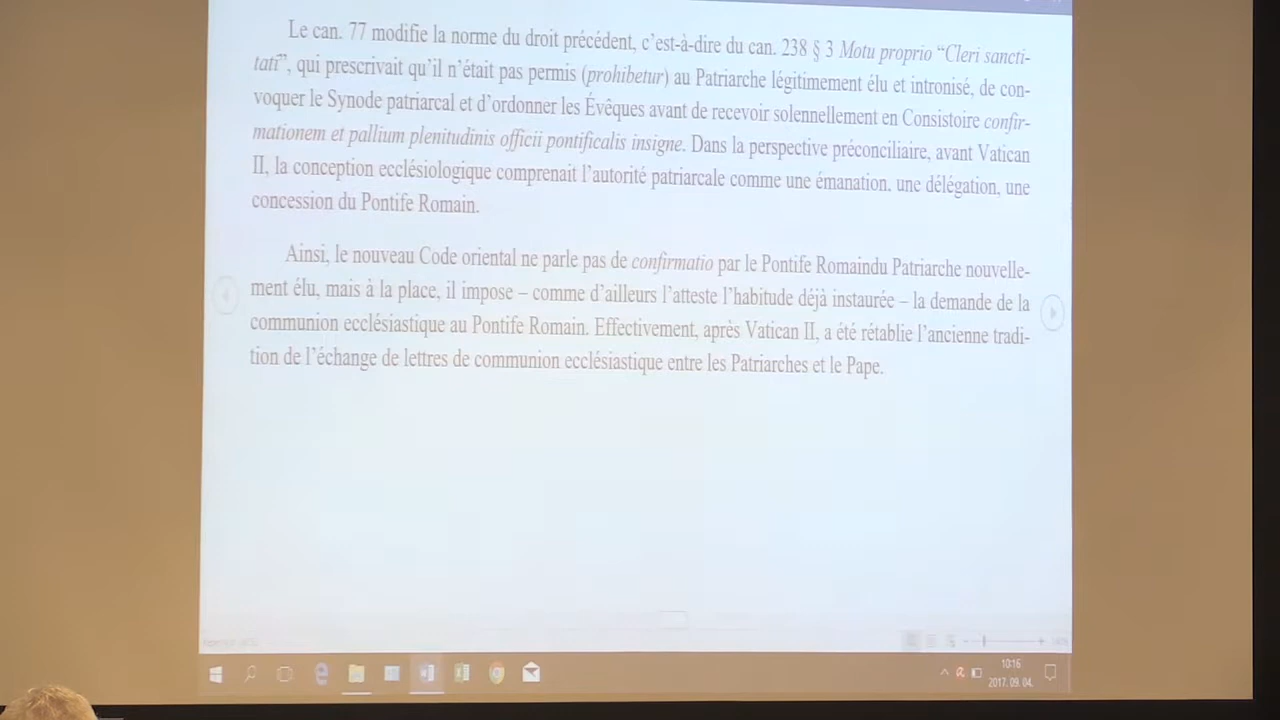 Le can. 77 modifie la norme du droit précédent, c’est-à-dire du can. 238 § 3 Motu proprio “Cleri sancti-
tati”, qui prescrivait qu’il n’était pas permis (prohibetur) au Patriarche légitimement élu et intronisé, de con-
voquer le Synode patriarcal et d’ordonner les Évêques avant de recevoir solennellement en Consistoire confir-
mationem et pallium plenitudinis officii pontificalis insigne. Dans la perspective préconciliaire, avant Vatican
II, la conception ecclésiologique comprenait l’autorité patriarcale comme une émanation, une délégation, une
concession du Pontife Romain.
Ainsi, le nouveau Code oriental ne parle pas de confirmatio par le Pontife Romaindu Patriarche nouvelle-
ment élu, mais à la place, il impose – comme d’ailleurs l’atteste l’habitude déjà instaurée – la demande de la
communion ecclésiastique au Pontife Romain. Effectivement, après Vatican II, a été rétablie l’ancienne tradi-
tion de l’échange de lettres de communion ecclésiastique entre les Patriarches et le Pape.
10:16
2017. 09. 04.